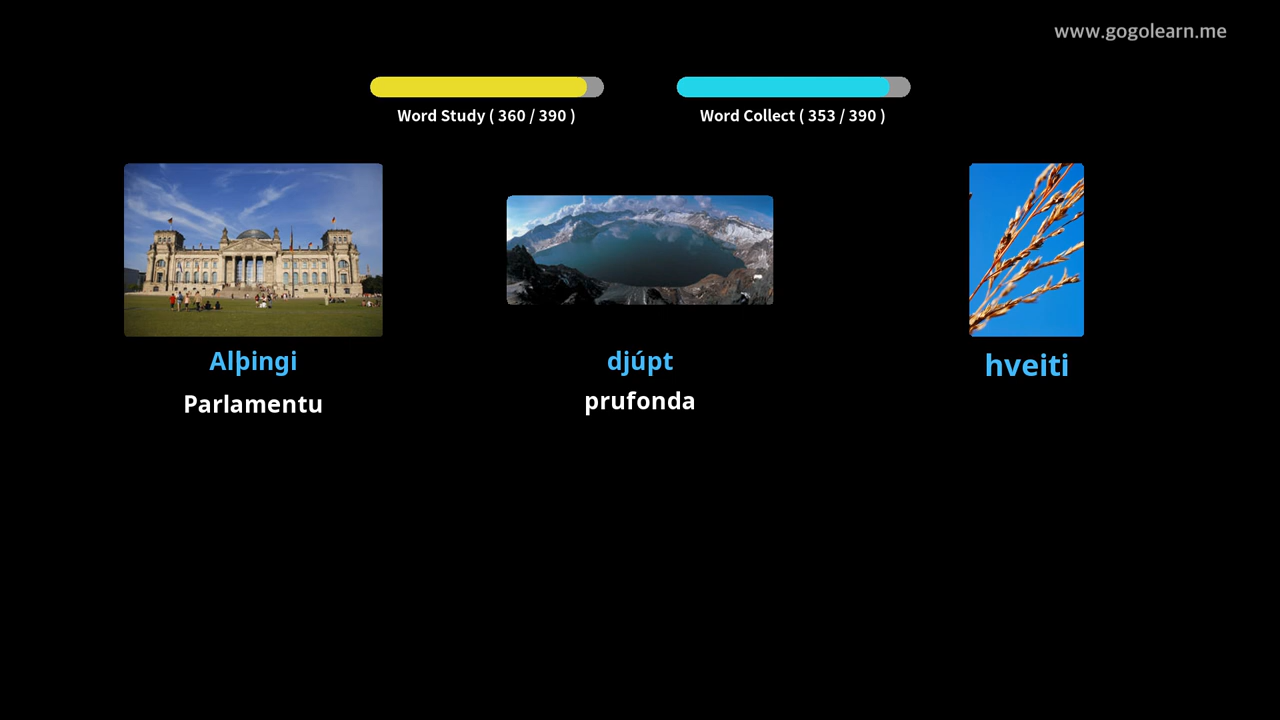 www.gogolearn.me
Word Study ( 360 / 390 )
Word Collect ( 353 / 390 )
Alþingi
djúpt
hveiti
Parlamentu
prufonda